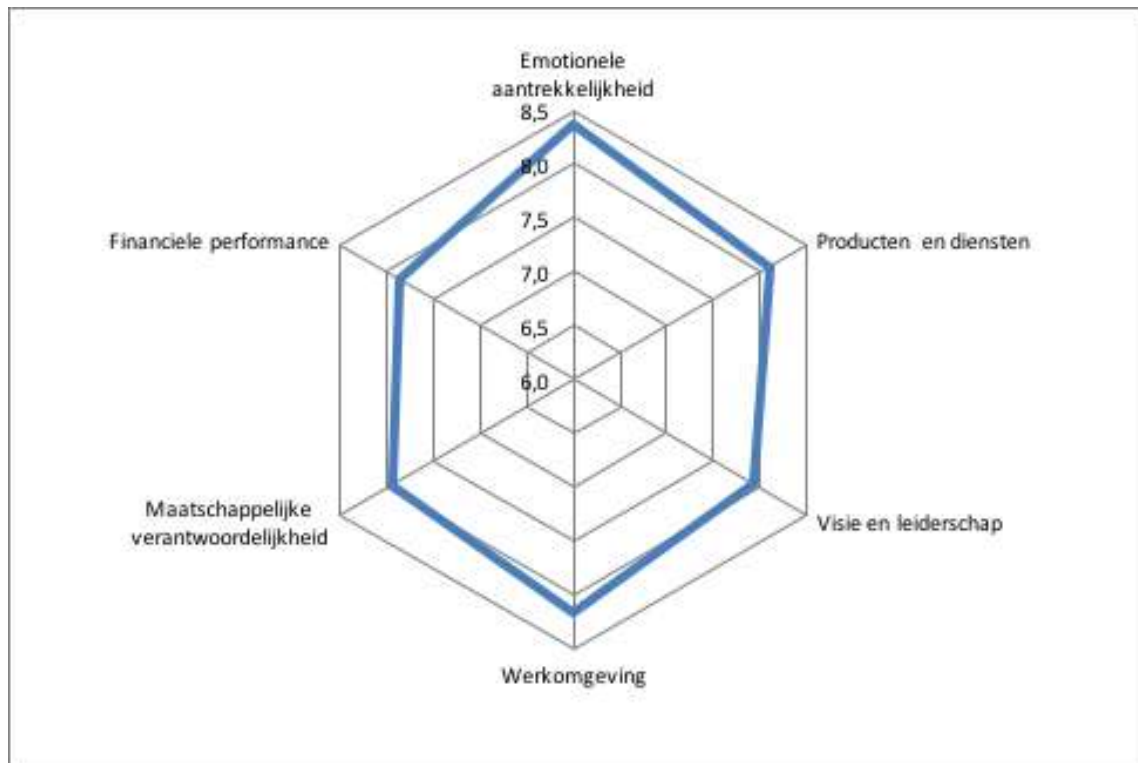 Emotionele
aantrekkelijkheid
8,5
8,0
7,5
7,0
6,5
6,0
Financiele performance
Producten en diensten
Maatschappelijke
verantwoordelijkheid
Visie en leiderschap
Werkomgeving